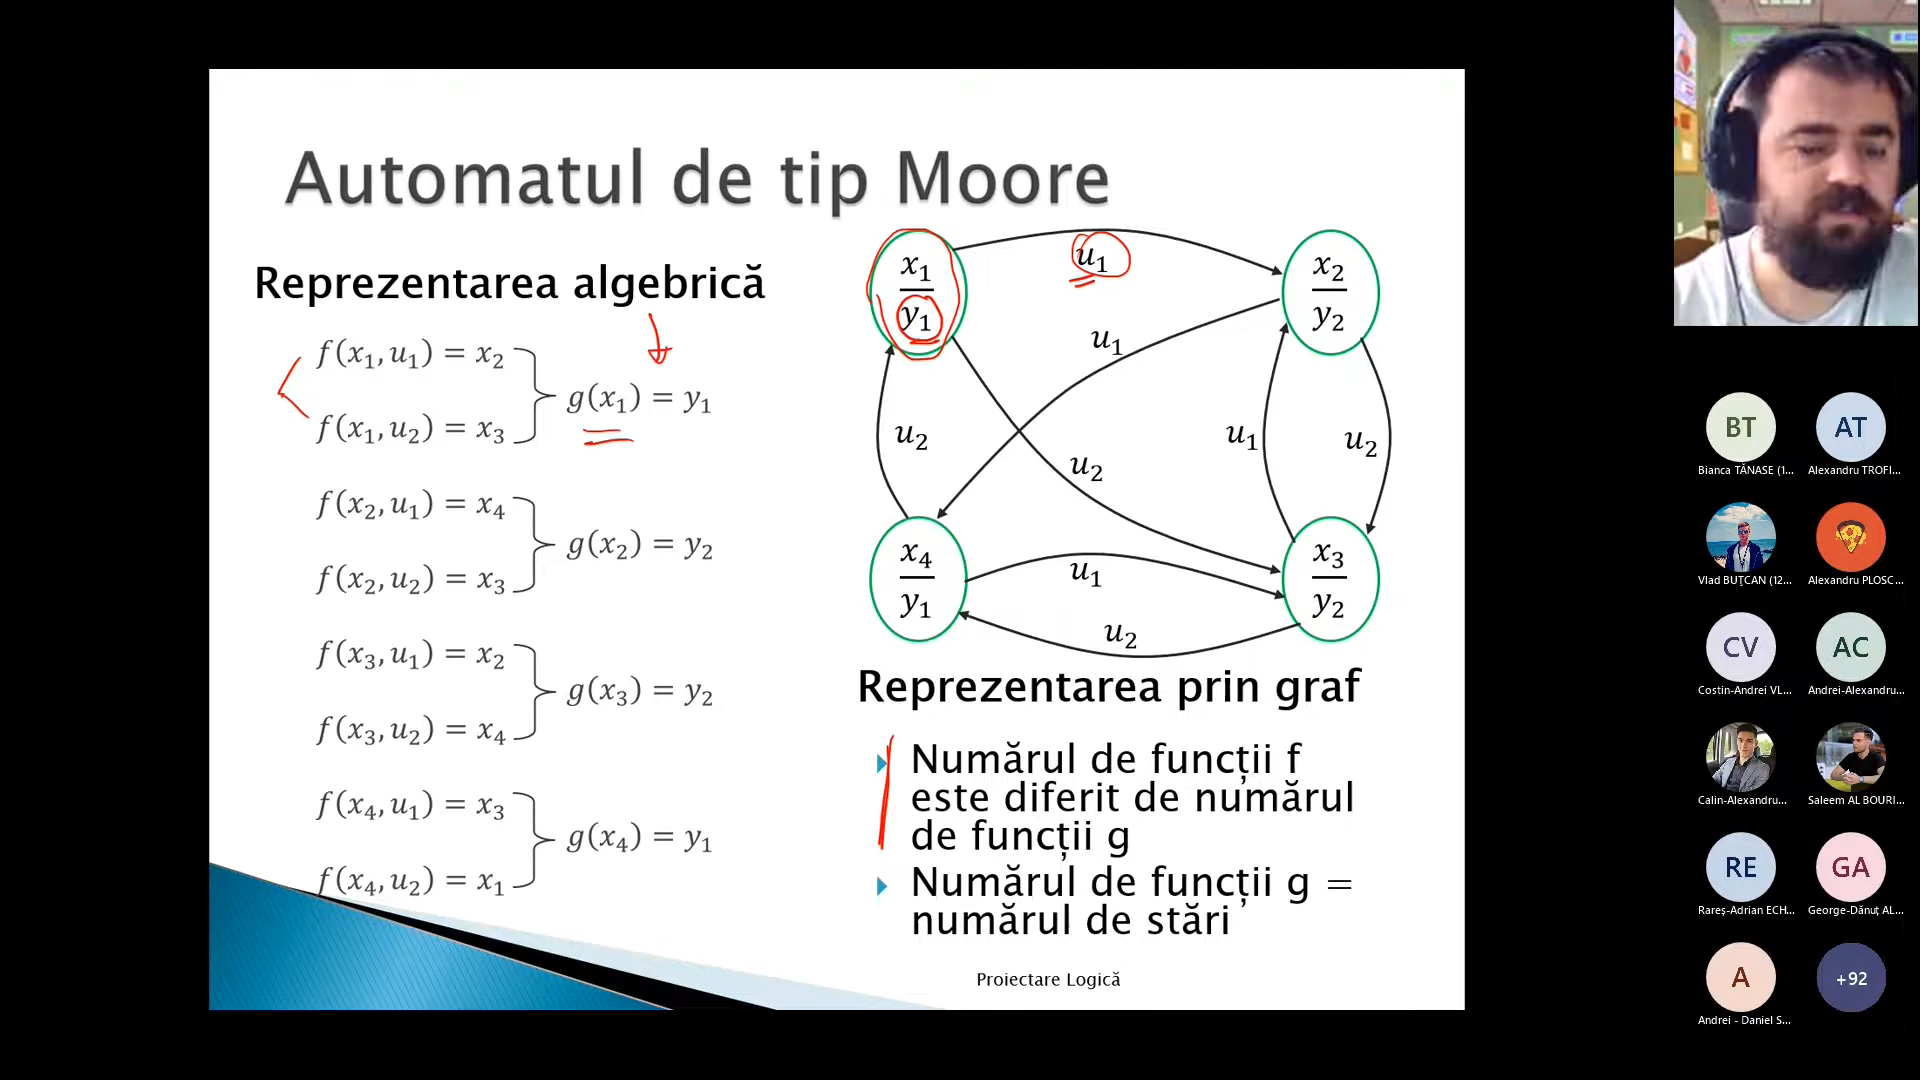 Automatul de tip Moore
Reprezentarea algebrică
f(x₁, u₁) = x₂
f(x₁, u₂) = x₃
g(x₁) = y₁
f(x₂, u₁) = x₄
f(x₂, u₂) = x₃
g(x₂) = y₂
f(x₃, u₁) = x₂
f(x₃, u₂) = x₄
g(x₃) = y₂
f(x₄, u₁) = x₃
f(x₄, u₂) = x₁
g(x₄) = y₁
x₁
y₁
u₁
x₂
y₂
u₁
u₂
u₂
u₁
u₂
x₄
y₁
u₁
x₃
y₂
u₂
Reprezentarea prin graf
Numărul de funcții f
este diferit de numărul
de funcții g
Numărul de funcții g =
numărul de stări
Proiectare Logică
BT
AT
Bianca TĂNASE (1...
Alexandru TROFI...
Vlad BUȚCAN (12...
Alexandru PLOSC...
CV
AC
Costin-Andrei VL...
Andrei-Alexandru...
Calin-Alexandru...
Saleem AL BOURI...
RE
GA
Rareș-Adrian ECH...
George-Dănuț AL...
A
+92
Andrei - Daniel S...